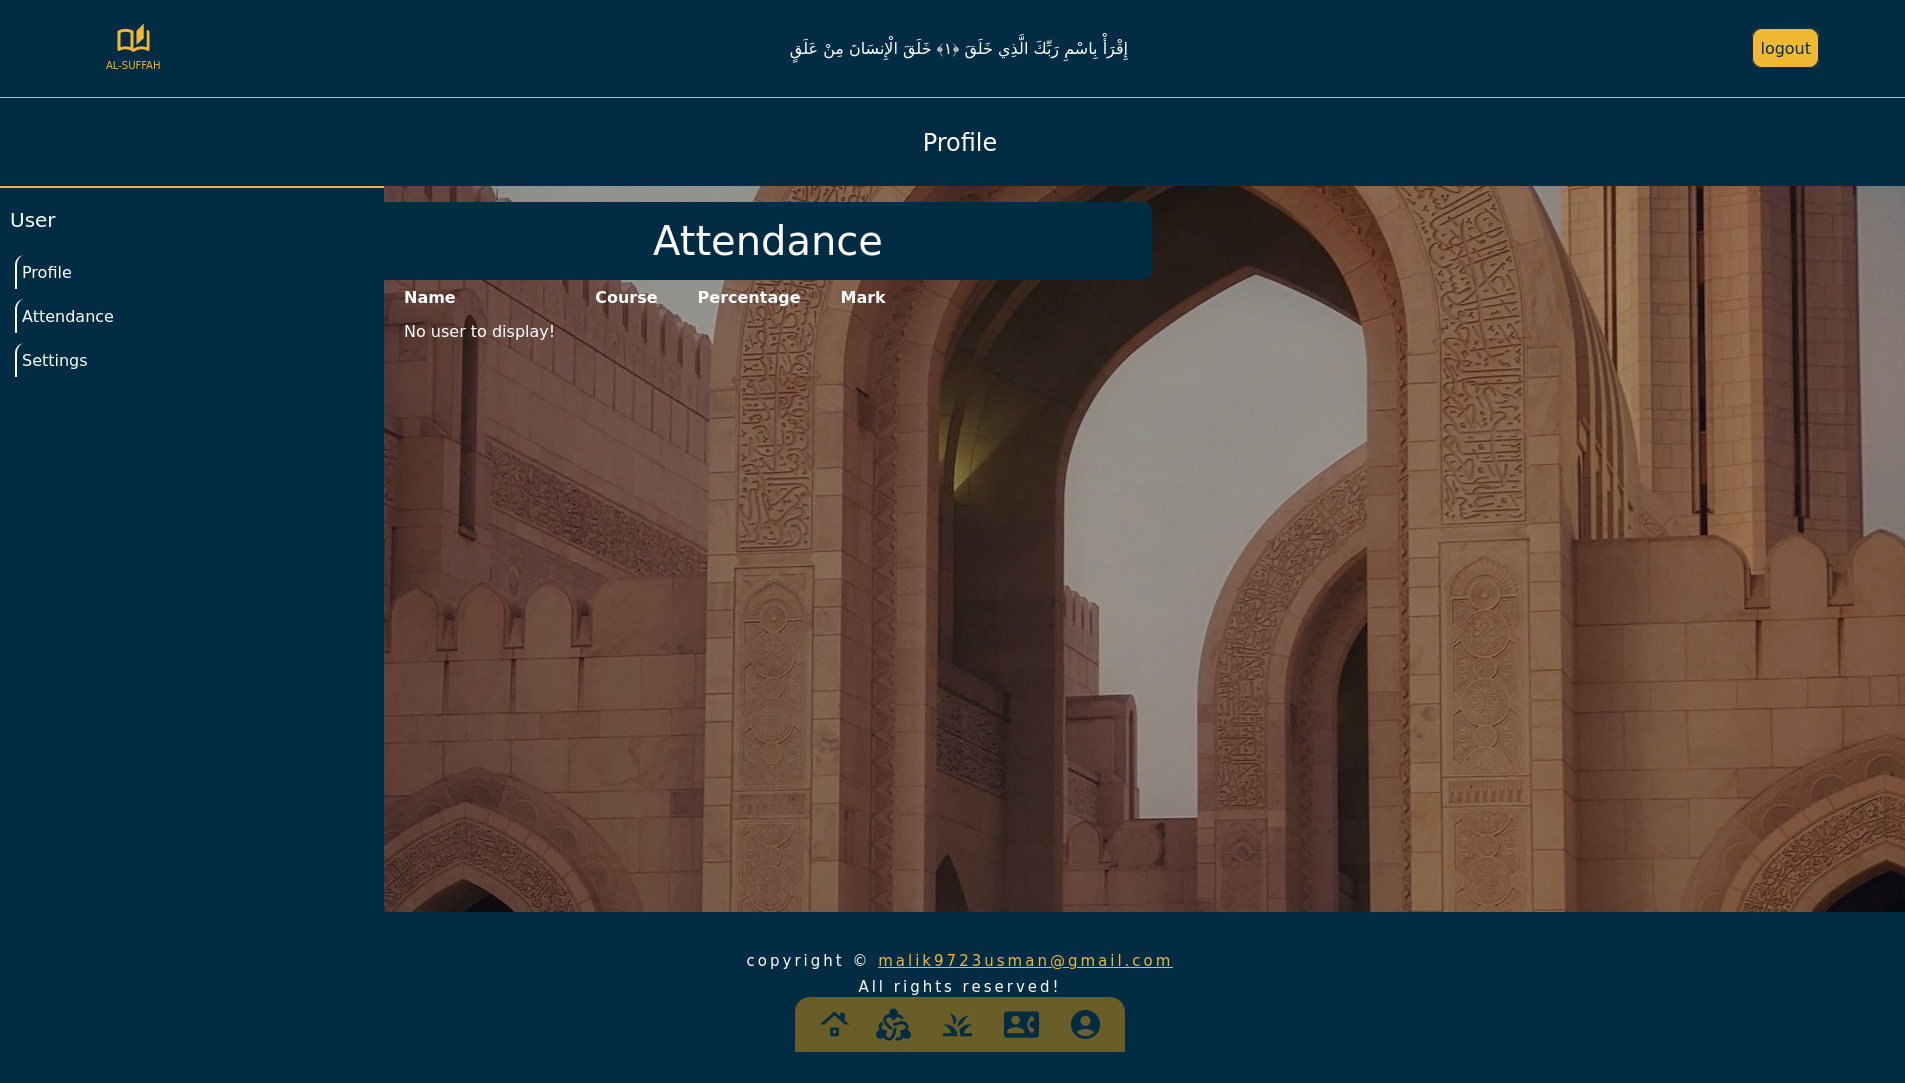 AL-SUFFAH
إِقْرَأْ بِاسْمِ رَبِّكَ الَّذِي خَلَقَ ﴿١﴾ خَلَقَ الْإِنسَانَ مِنْ عَلَقٍ
logout
Profile
User
Profile
Attendance
Settings
Attendance
Name Course Percentage Mark
No user to display!
copyright © malik9723usman@gmail.com
All rights reserved!